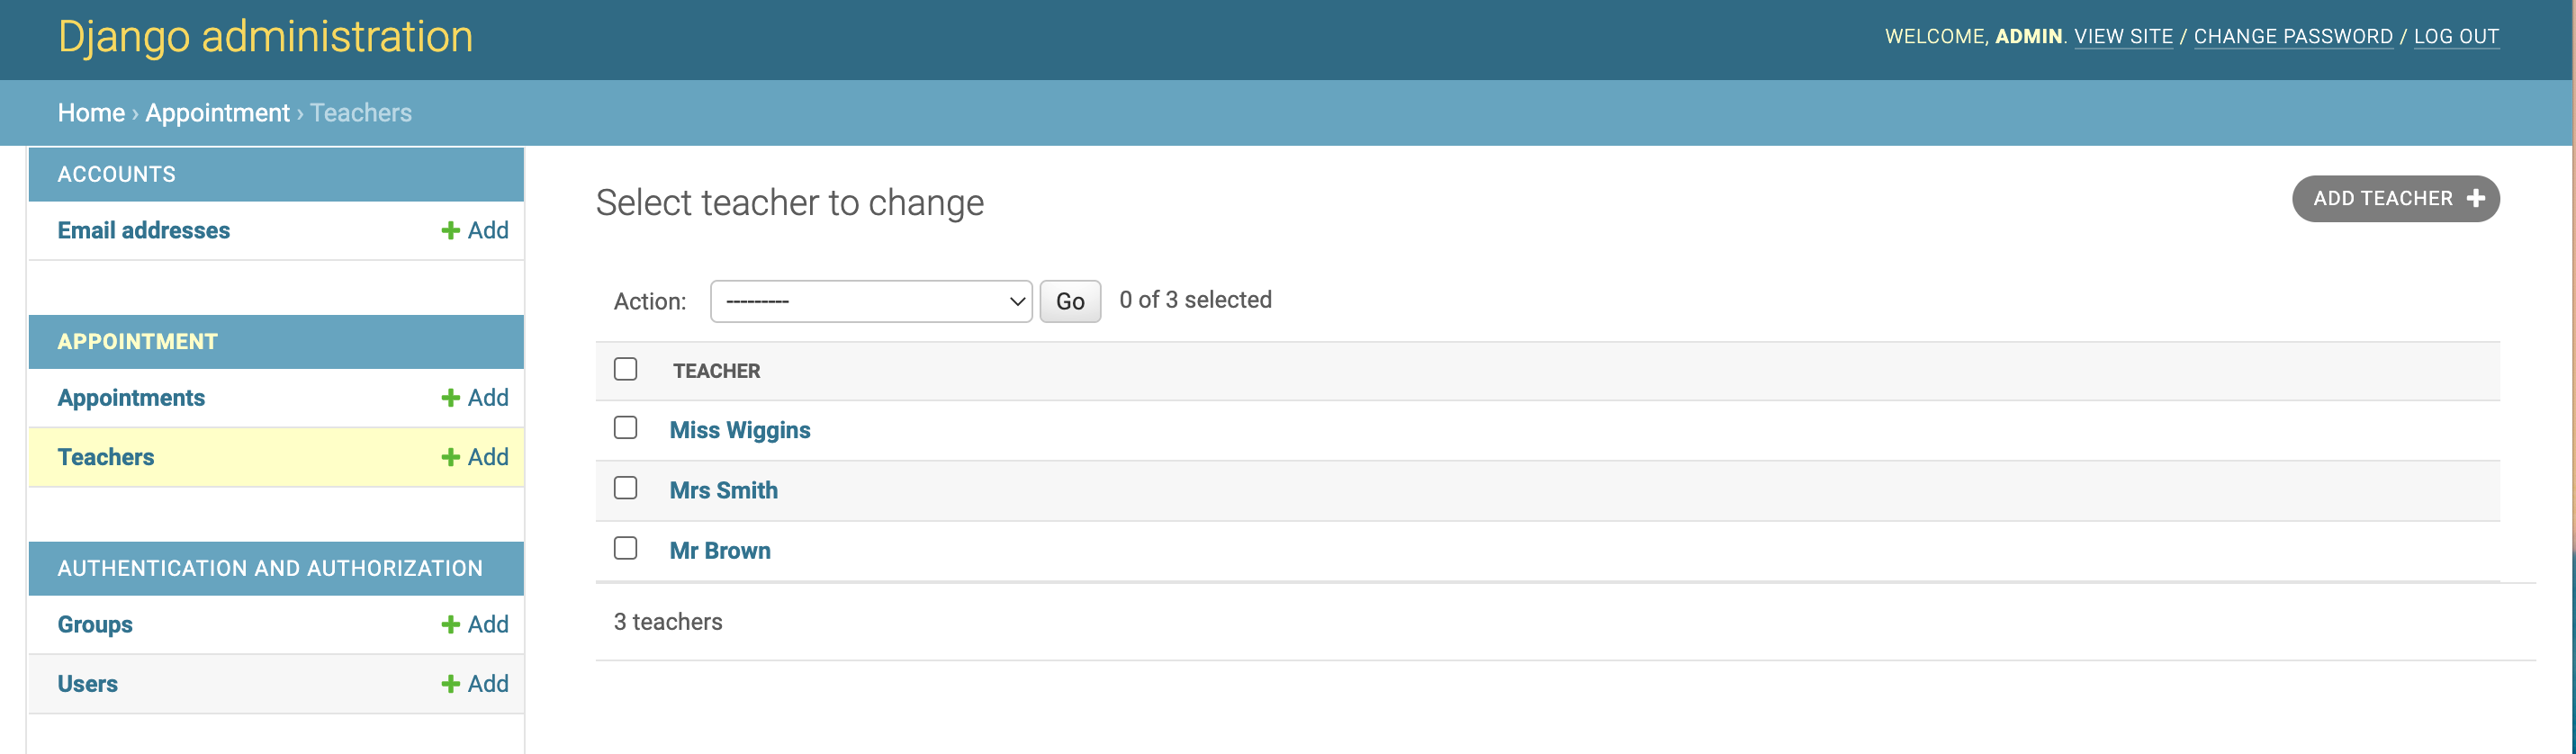 Django administration
WELCOME, ADMIN. VIEW SITE / CHANGE PASSWORD / LOG OUT
Home › Appointment › Teachers
ACCOUNTS
Email addresses + Add
APPOINTMENT
Appointments + Add
Teachers + Add
AUTHENTICATION AND AUTHORIZATION
Groups + Add
Users + Add
Select teacher to change
ADD TEACHER +
Action: --------- Go 0 of 3 selected
TEACHER
Miss Wiggins
Mrs Smith
Mr Brown
3 teachers